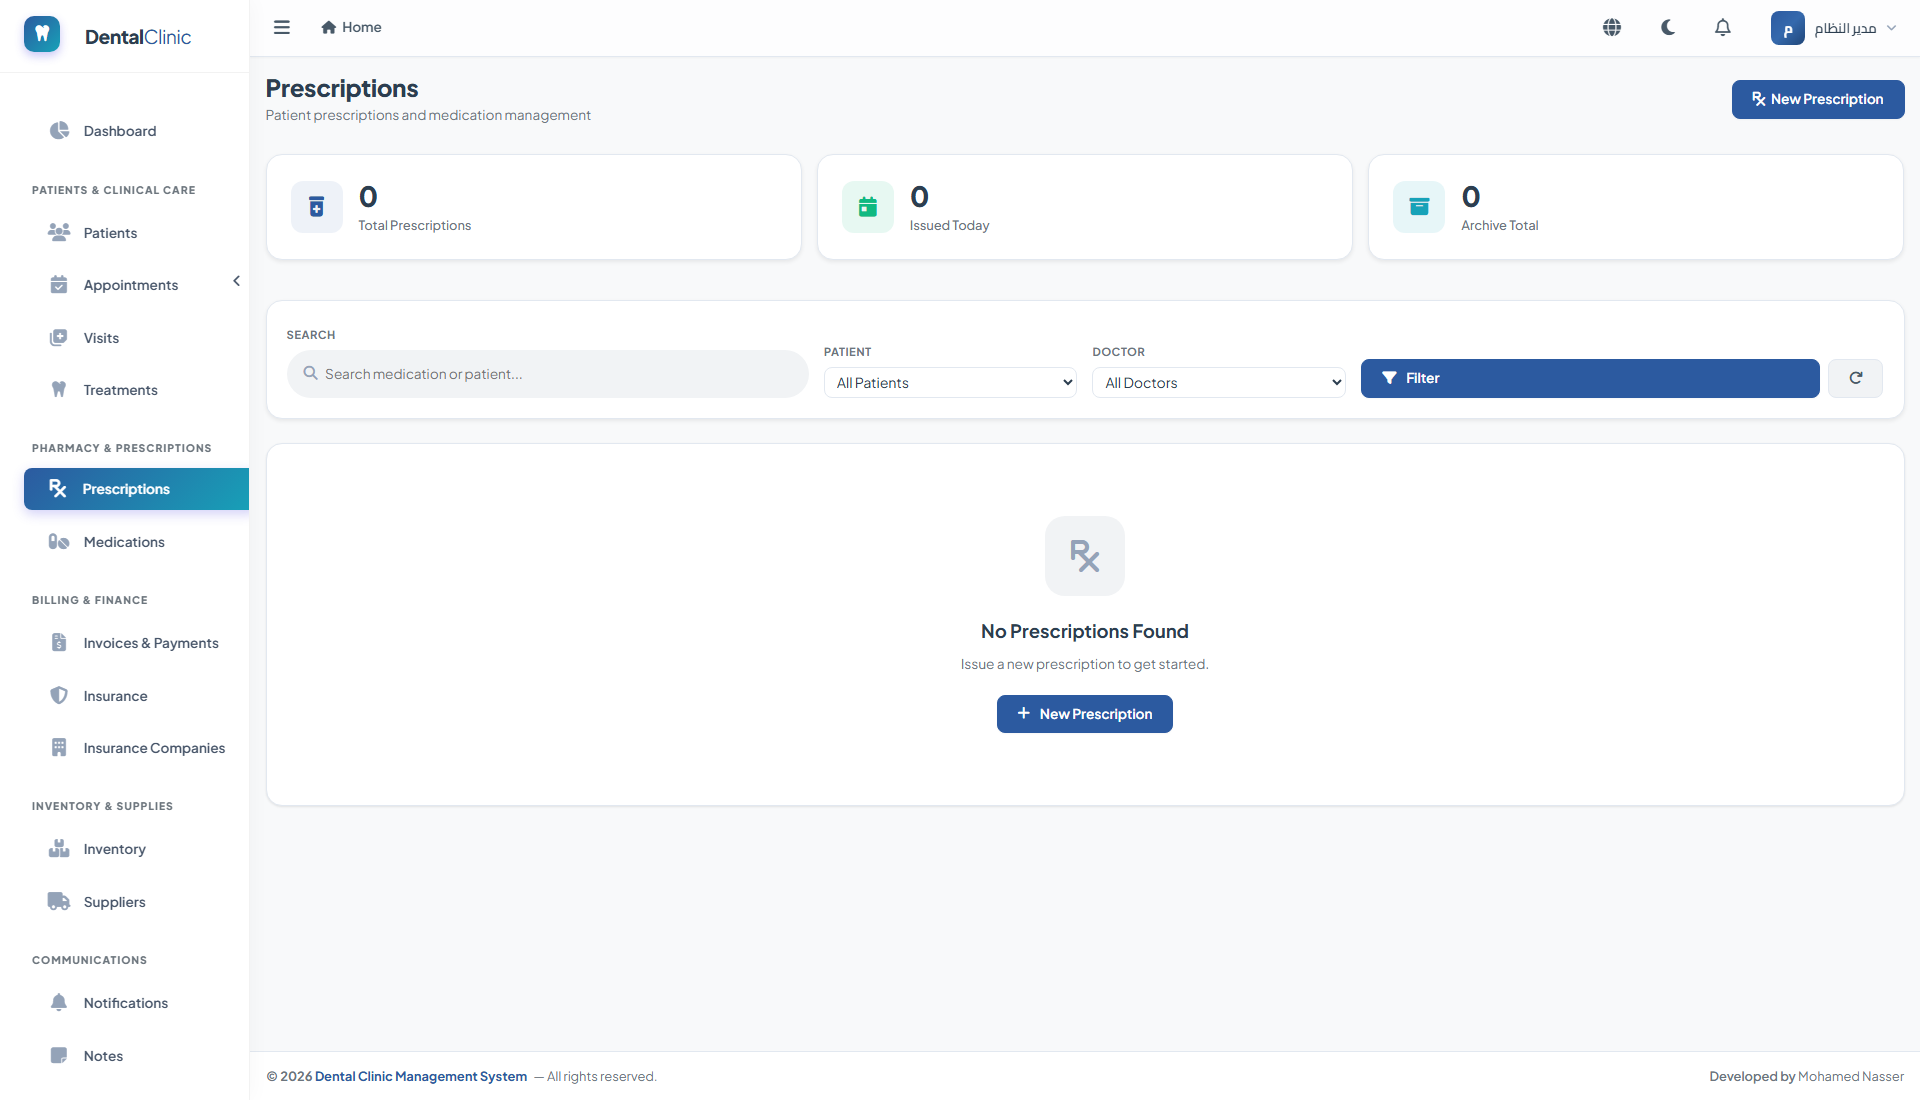 DentalClinic
Home
م
مدير النظام
Dashboard
PATIENTS & CLINICAL CARE
Patients
Appointments
Visits
Treatments
PHARMACY & PRESCRIPTIONS
Prescriptions
Medications
BILLING & FINANCE
Invoices & Payments
Insurance
Insurance Companies
INVENTORY & SUPPLIES
Inventory
Suppliers
COMMUNICATIONS
Notifications
Notes
Prescriptions
Patient prescriptions and medication management
New Prescription
0
Total Prescriptions
0
Issued Today
0
Archive Total
SEARCH
Search medication or patient...
PATIENT
All Patients
DOCTOR
All Doctors
Filter
No Prescriptions Found
Issue a new prescription to get started.
New Prescription
© 2026 Dental Clinic Management System — All rights reserved.
Developed by Mohamed Nasser